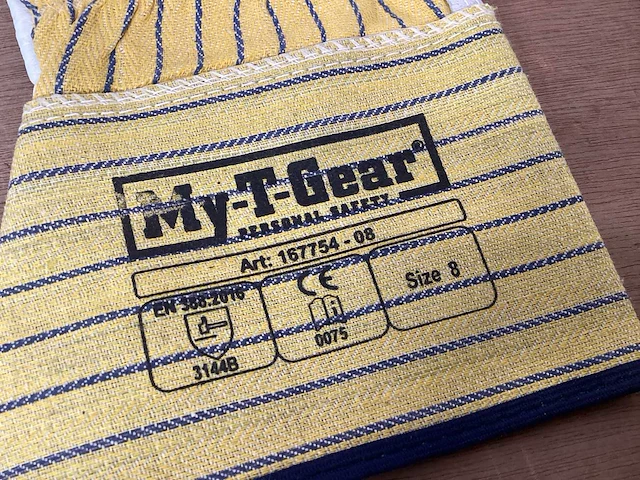 My-T-Gear®
PERSONAL SAFETY
Art: 167754 - 08
EN 388:2016
3144B
CE
i
0075
Size 8